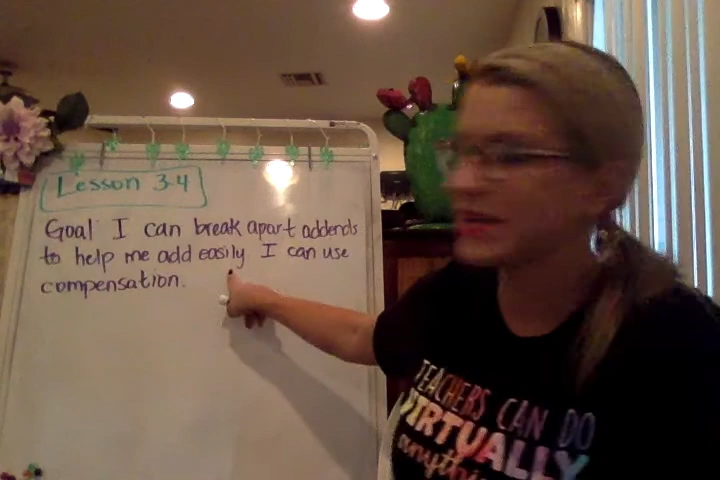 Lesson 3-4
Goal: I can break apart addends
to help me add easily I can use
compensation.
TEACHERS CAN DO
VIRTUALLY